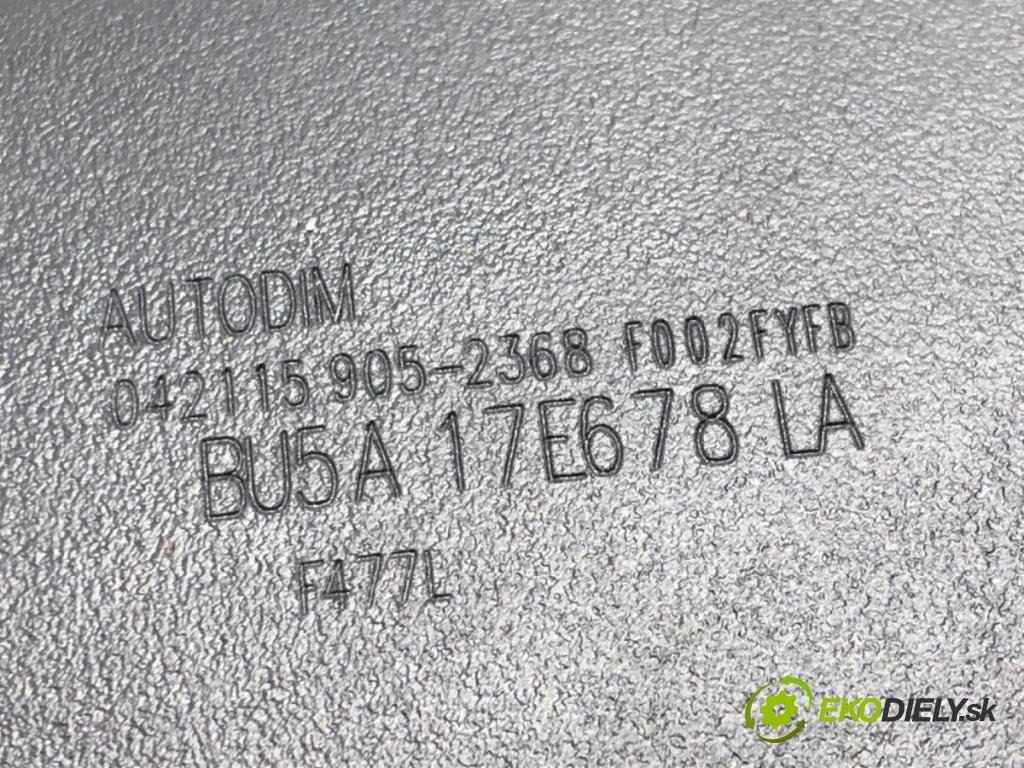 AUTODIM
042115 905-2368 F002FYFB
BU5A 17E678 LA
F477L
EKODIELY.sk